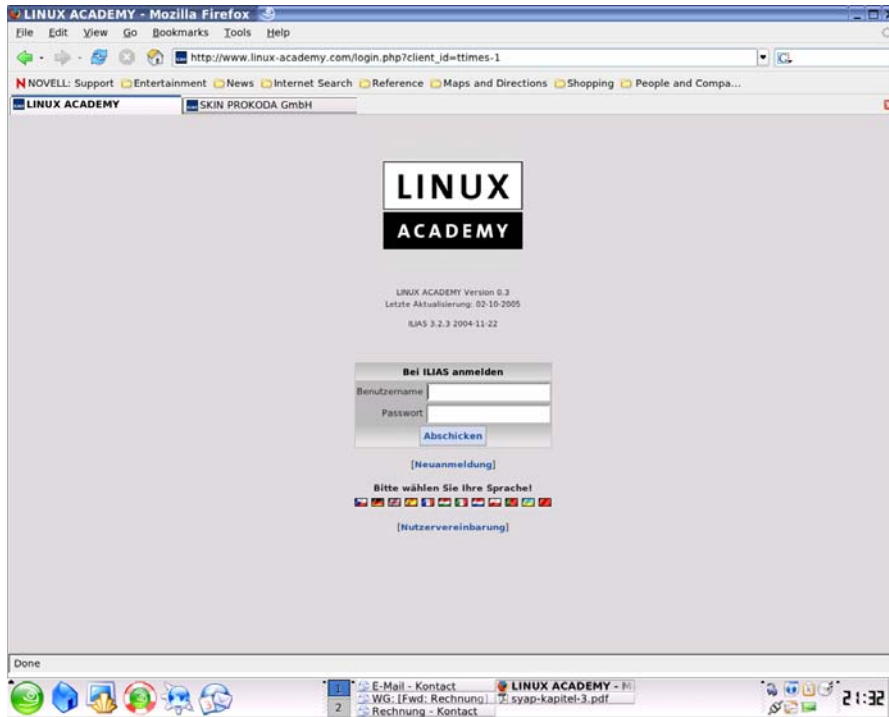 LINUX ACADEMY - Mozilla Firefox
File Edit View Go Bookmarks Tools Help
http://www.linux-academy.com/login.php?client_id=ttimes-1
G.
N NOVELL: Support Entertainment News Internet Search Reference Maps and Directions Shopping People and Compa...
LINUX ACADEMY SKIN PROKODA GmbH
LINUX
ACADEMY
LINUX ACADEMY Version 0.3
Letzte Aktualisierung: 02-10-2005
ILIAS 3.2.3 2004-11-22
Bei ILIAS anmelden
Benutzername
Passwort
Abschicken
[Neuanmeldung]
Bitte wählen Sie Ihre Sprache!
[Nutzervereinbarung]
Done
1 E-Mail - Kontact LINUX ACADEMY - M
WG: [Fwd: Rechnung] syap-kapitel-3.pdf
2 Rechnung - Kontact
21:32